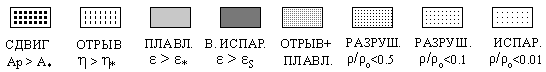 СДВИГ ОТРЫВ ПЛАВЛ. В. ИСПАР. ОТРЫВ+ РАЗРУШ. РАЗРУШ. ИСПАР.
Ap > A* η > η* ε > ε* ε > εs ПЛАВЛ. ρ/ρo<0.5 ρ/ρo<0.1 ρ/ρo<0.01